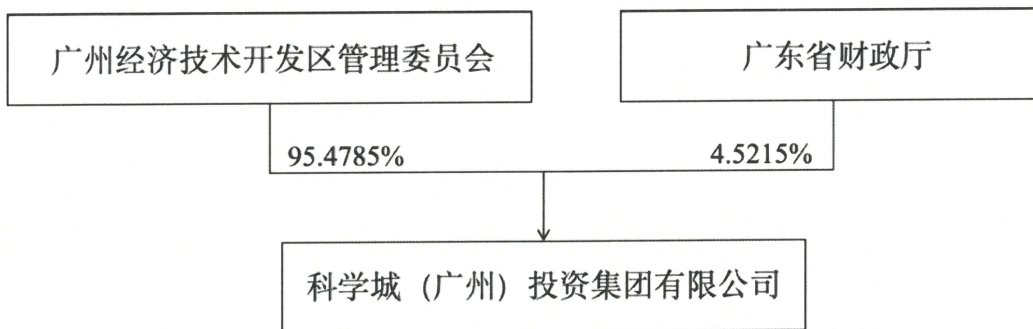 广州经济技术开发区管理委员会
广东省财政厅
95.4785%
4.5215%
科学城（广州）投资集团有限公司